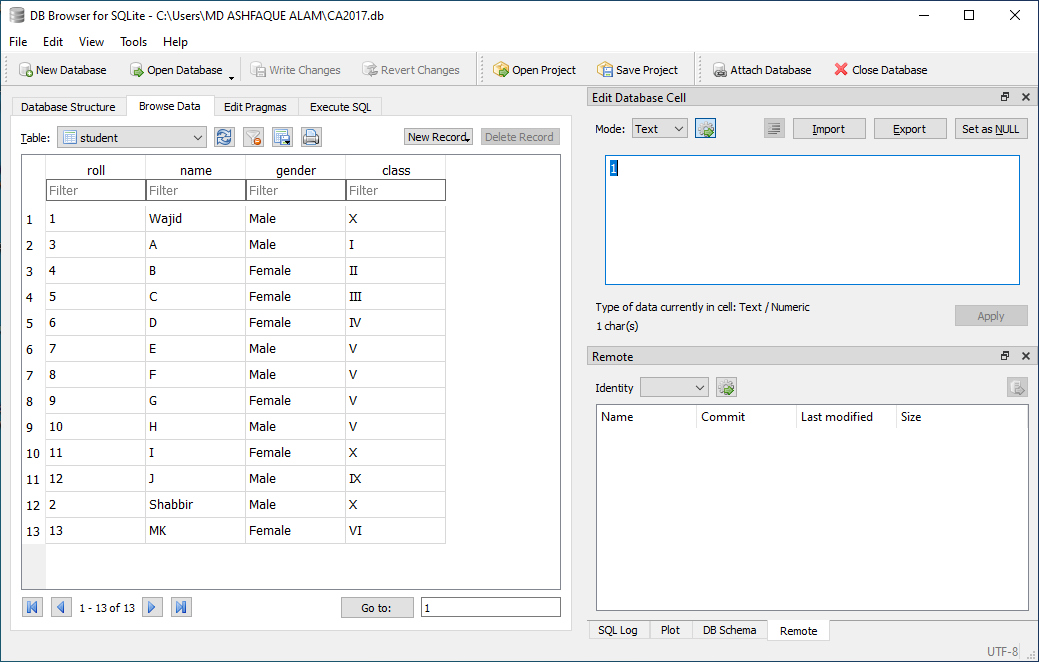 DB Browser for SQLite - C:\Users\MD ASHFAQUE ALAM\CA2017.db
File Edit View Tools Help
New Database Open Database Write Changes Revert Changes Open Project Save Project Attach Database Close Database
Database Structure Browse Data Edit Pragmas Execute SQL
Table: student New Record Delete Record
roll name gender class
Filter Filter Filter Filter
1 1 Wajid Male X
2 3 A Male I
3 4 B Female II
4 5 C Female III
5 6 D Female IV
6 7 E Male V
7 8 F Male V
8 9 G Female V
9 10 H Male V
10 11 I Female X
11 12 J Male IX
12 2 Shabbir Male X
13 13 MK Female VI
1 - 13 of 13 Go to: 1
Edit Database Cell
Mode: Text Import Export Set as NULL
1
Type of data currently in cell: Text / Numeric
1 char(s)
Apply
Remote
Identity
Name Commit Last modified Size
SQL Log Plot DB Schema Remote
UTF-8